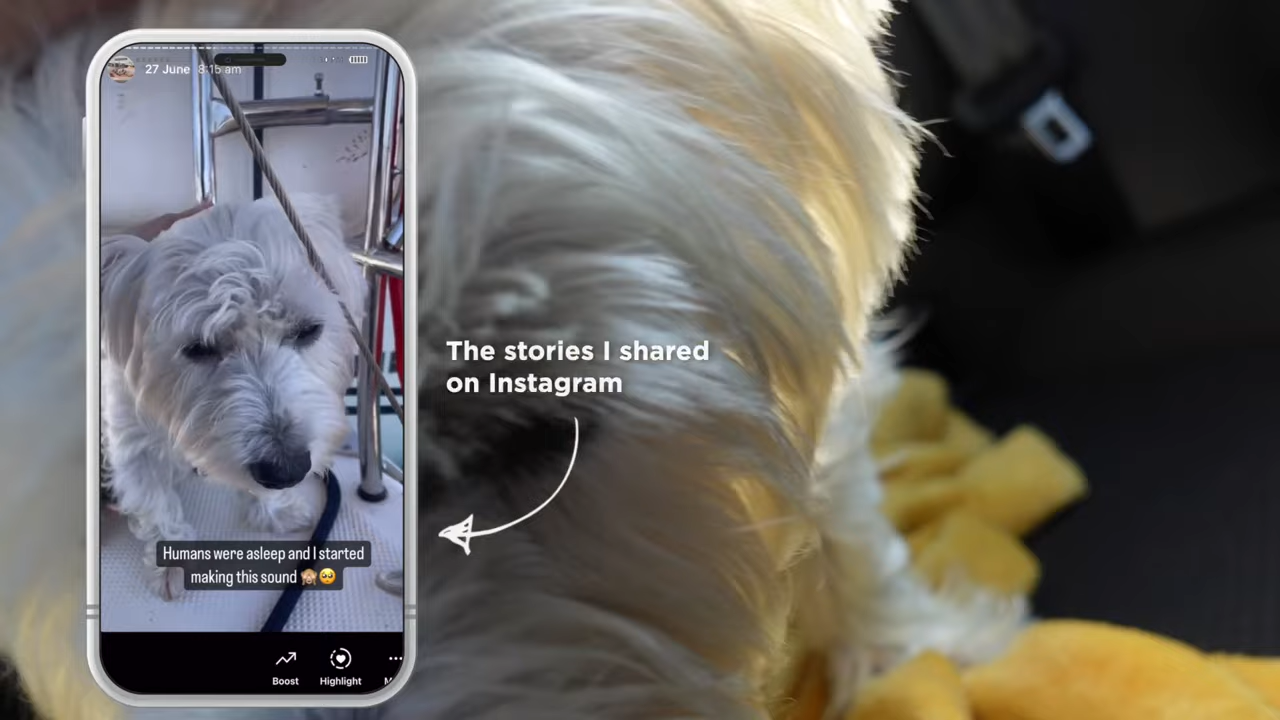 27 June 8:15 am
The stories I shared
on Instagram
Humans were asleep and I started
making this sound 🙈🥺
Boost
Highlight